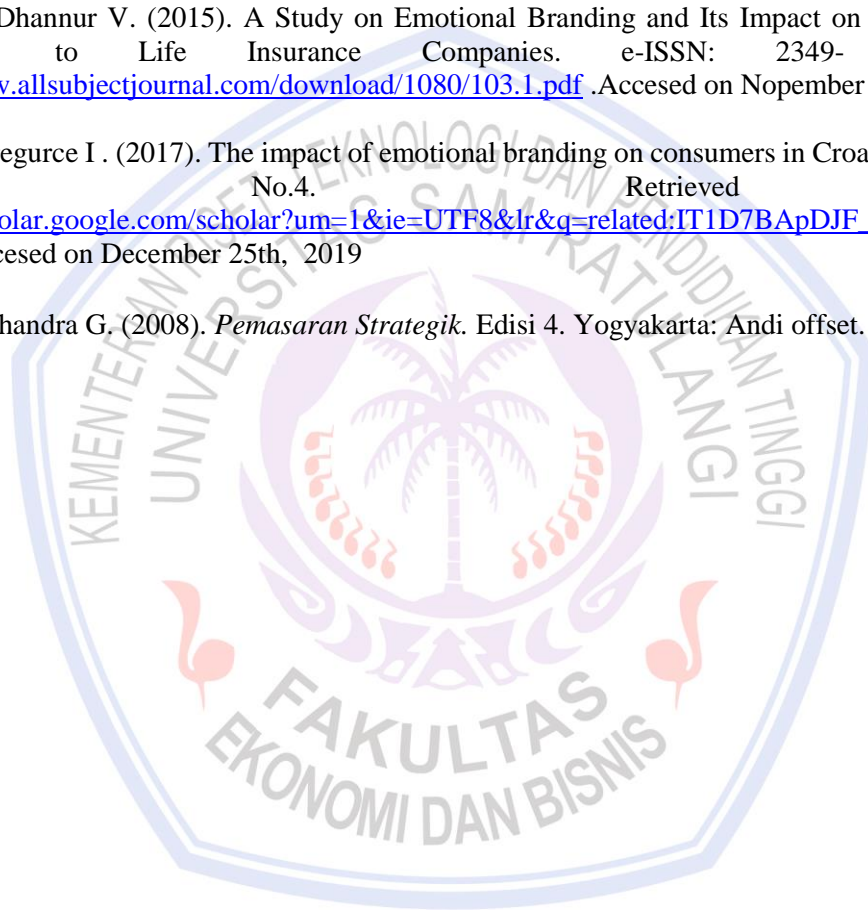 Dhannur V. (2015). A Study on Emotional Branding and Its Impact on
to Life Insurance Companies. e-ISSN: 2349-
.allsubjectjournal.com/download/1080/103.1.pdf .Accesed on Nopember
egurce I . (2017). The impact of emotional branding on consumers in Croa
No.4. Retrieved
olar.google.com/scholar?um=1&ie=UTF8&lr&q=related:IT1D7BApDJF_
cesed on December 25th, 2019
handra G. (2008). Pemasaran Strategik. Edisi 4. Yogyakarta: Andi offset.
KEMENTERIAN RISET TEKNOLOGI DAN PENDIDIKAN TINGGI
UNIVERSITAS SAM RATULANGI
FAKULTAS
EKONOMI DAN BISNIS